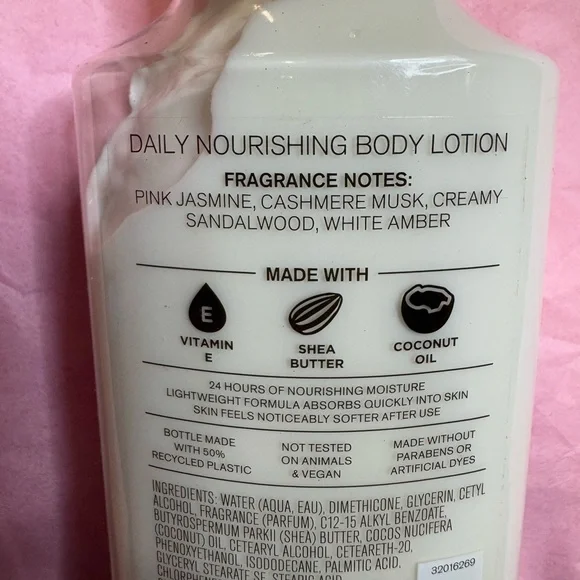 DAILY NOURISHING BODY LOTION
FRAGRANCE NOTES:
PINK JASMINE, CASHMERE MUSK, CREAMY
SANDALWOOD, WHITE AMBER
MADE WITH
E
VITAMIN
E
SHEA
BUTTER
COCONUT
OIL
24 HOURS OF NOURISHING MOISTURE
LIGHTWEIGHT FORMULA ABSORBS QUICKLY INTO SKIN
SKIN FEELS NOTICEABLY SOFTER AFTER USE
BOTTLE MADE
WITH 50%
RECYCLED PLASTIC
NOT TESTED
ON ANIMALS
& VEGAN
MADE WITHOUT
PARABENS OR
ARTIFICIAL DYES
INGREDIENTS: WATER (AQUA, EAU), DIMETHICONE, GLYCERIN, CETYL
ALCOHOL, FRAGRANCE (PARFUM), C12-15 ALKYL BENZOATE,
BUTYROSPERMUM PARKII (SHEA) BUTTER, COCOS NUCIFERA
(COCONUT) OIL, CETEARYL ALCOHOL, CETEARETH-20,
PHENOXYETHANOL, ISODODECANE, PALMITIC ACID,
GLYCERYL STEARATE SE, STEARIC ACID
32016269